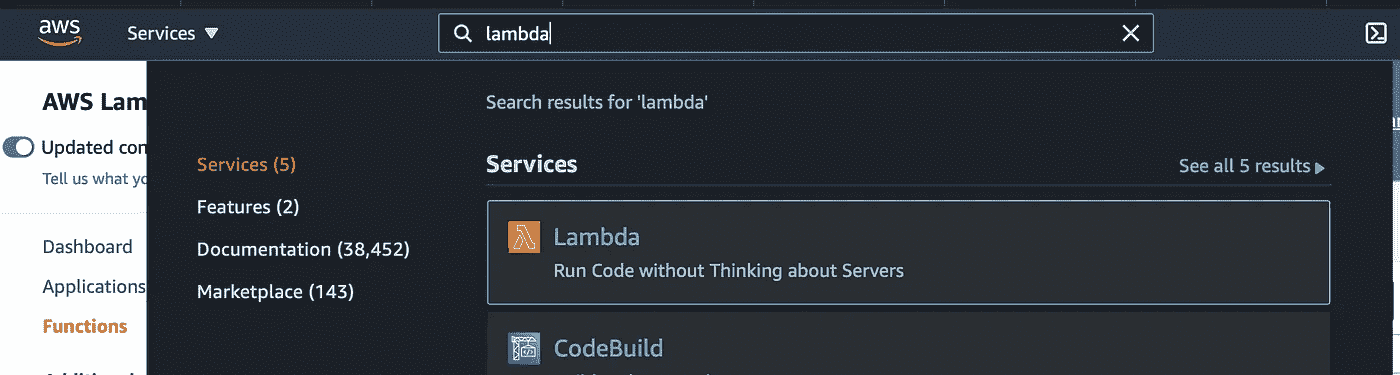 aws Services ▼ lambda
Search results for 'lambda'
AWS Lam
Updated con
Tell us what
Dashboard
Applications
Functions
Services (5)
Features (2)
Documentation (38,452)
Marketplace (143)
Services See all 5 results ▶
Lambda
Run Code without Thinking about Servers
CodeBuild